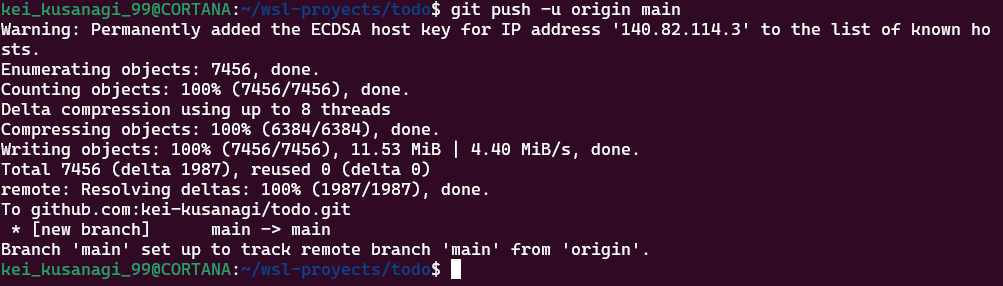 kei_kusanagi_99@CORTANA:~/wsl-proyects/todo$ git push -u origin main
Warning: Permanently added the ECDSA host key for IP address '140.82.114.3' to the list of known ho
sts.
Enumerating objects: 7456, done.
Counting objects: 100% (7456/7456), done.
Delta compression using up to 8 threads
Compressing objects: 100% (6384/6384), done.
Writing objects: 100% (7456/7456), 11.53 MiB | 4.40 MiB/s, done.
Total 7456 (delta 1987), reused 0 (delta 0)
remote: Resolving deltas: 100% (1987/1987), done.
To github.com:kei-kusanagi/todo.git
 * [new branch]      main -> main
Branch 'main' set up to track remote branch 'main' from 'origin'.
kei_kusanagi_99@CORTANA:~/wsl-proyects/todo$